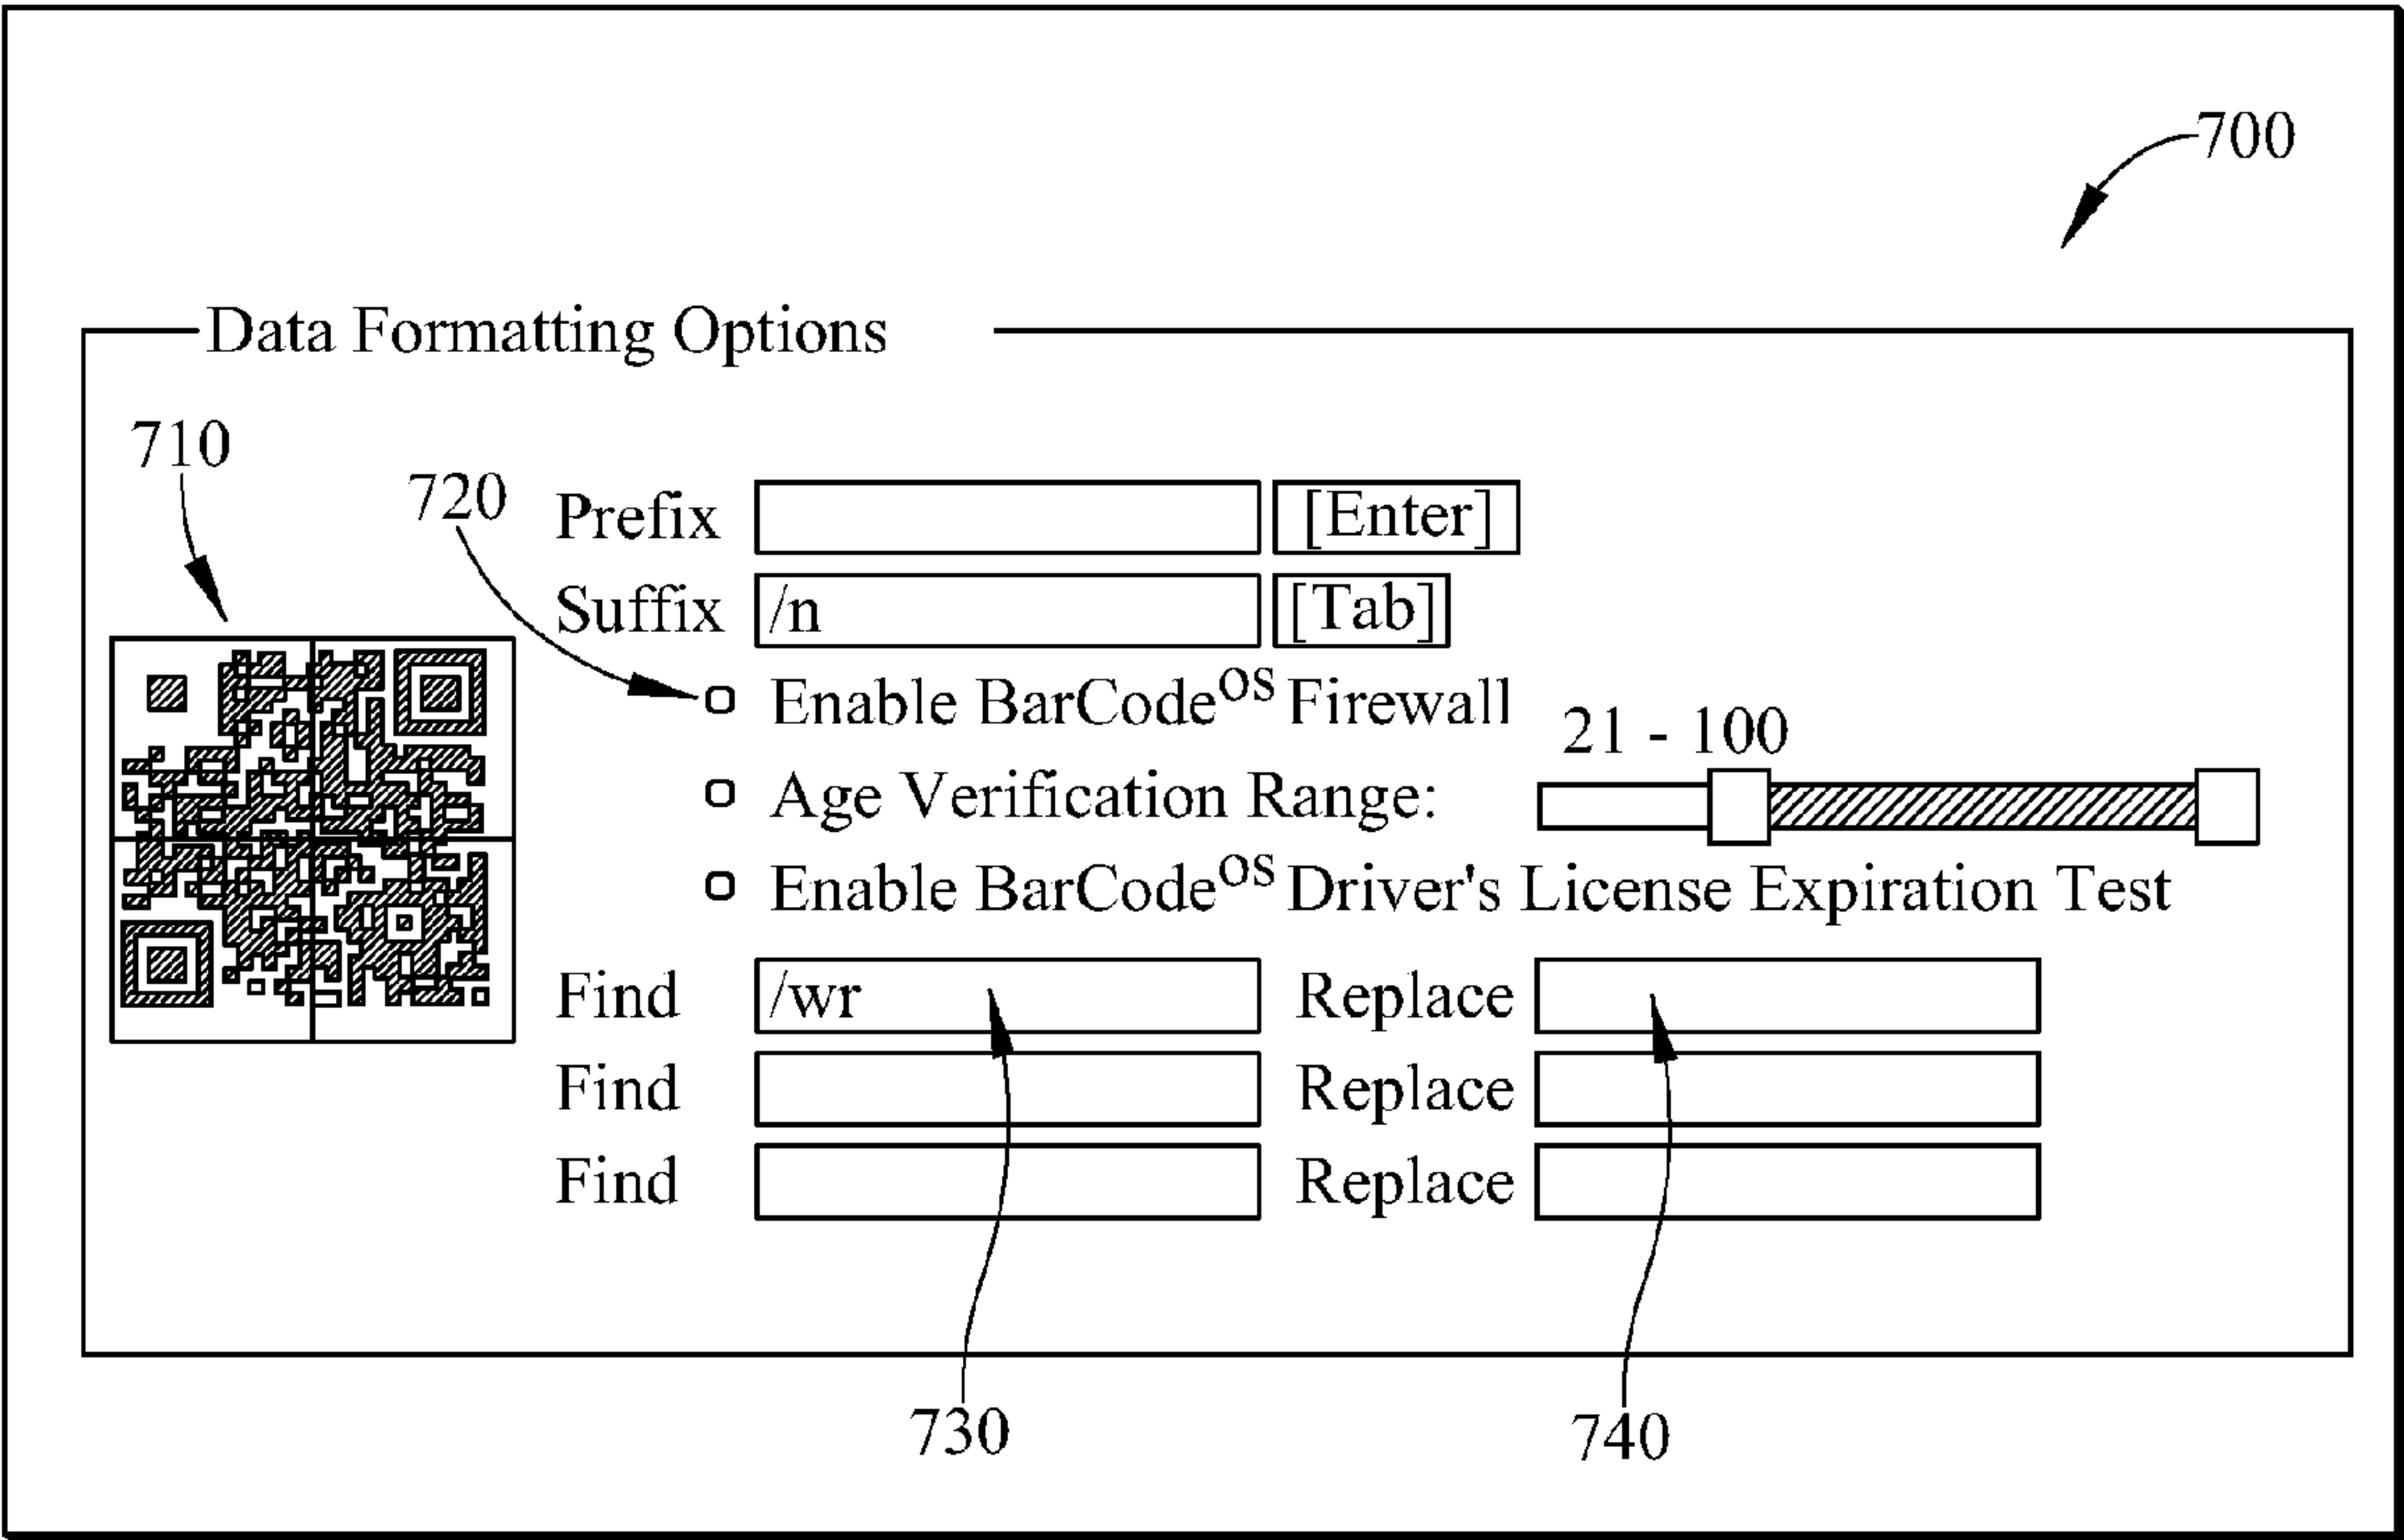 700
Data Formatting Options
710
720
Prefix [Enter]
Suffix /n [Tab]
Enable BarCodeOS Firewall
21 - 100
Age Verification Range:
Enable BarCodeOS Driver's License Expiration Test
Find /wr Replace
Find Replace
Find Replace
730
740